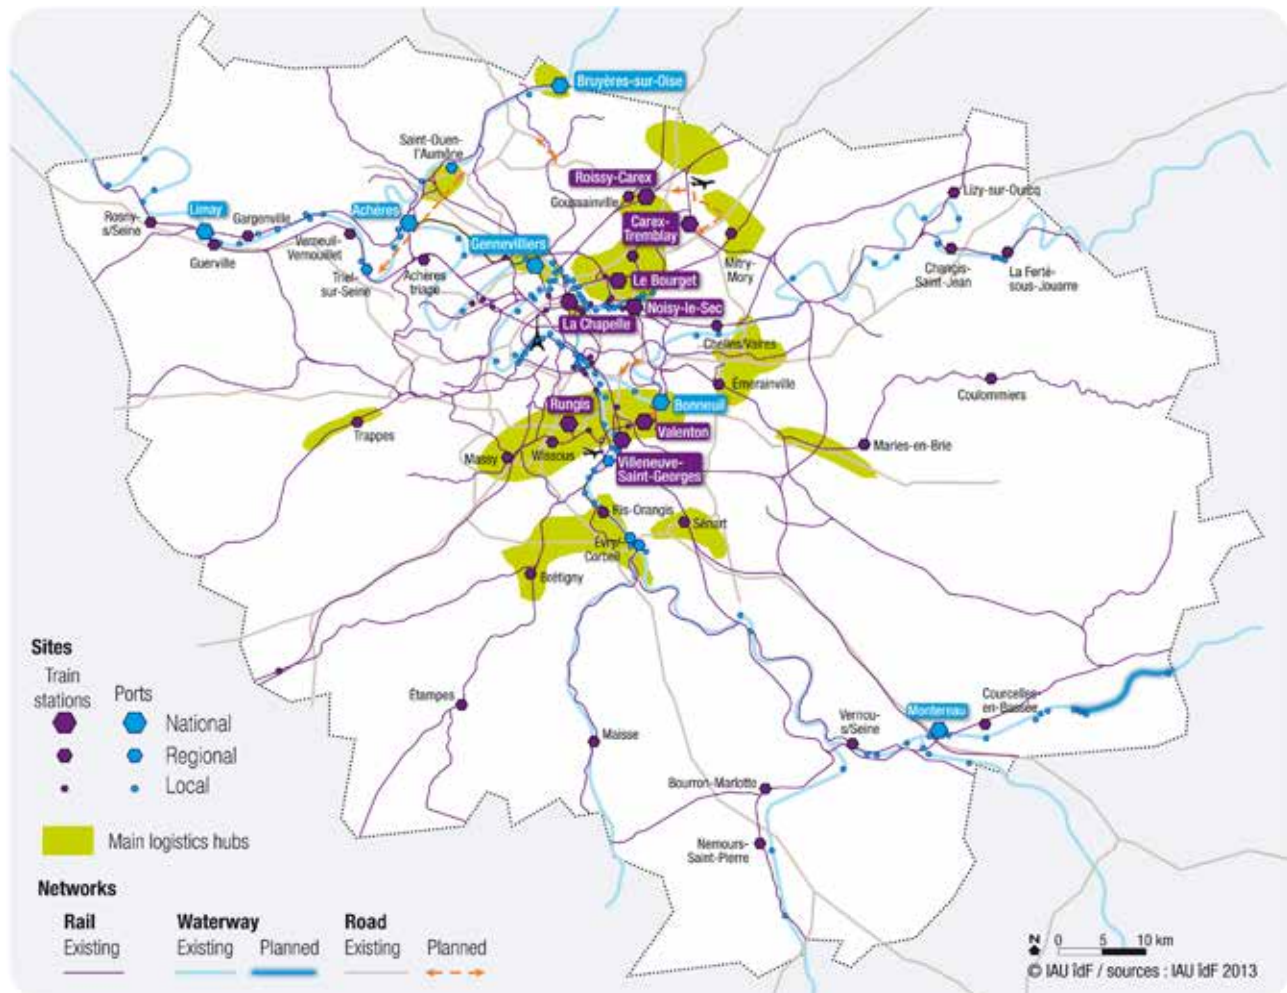 Bruyères-sur-Oise
Saint-Ouen-
l'Aumône
Roissy-Carex
Goussainville
Lizy-sur-Ourcq
Limay
Achères
Carex-
Tremblay
Rosny-
s/Seine
Gargenville
Gennevilliers
Mitry-
Mory
Guerville
Verneuil-
Vernouillet
Triel-
sur-Seine
Achères
triage
Le Bourget
Changis-
Saint-Jean
La Ferté-
sous-Jouarre
Noisy-le-Sec
La Chapelle
Chelles/Vaires
Émerainville
Coulommiers
Rungis
Bonneuil
Trappes
Valenton
Marles-en-Brie
Massy
Wissous
Villeneuve-
Saint-Georges
Ris-Orangis
Sénart
Évry/
Corbeil
Brétigny
Étampes
Maisse
Vernou-
s/Seine
Montereau
Courcelles-
en-Bassée
Bourron-Marlotte
Nemours-
Saint-Pierre
Sites
Train
stations
Ports
National
Regional
Local
Main logistics hubs
Networks
Rail
Waterway
Road
Existing
Existing
Planned
Existing
Planned
N
0 5 10 km
© IAU îdF / sources : IAU îdF 2013